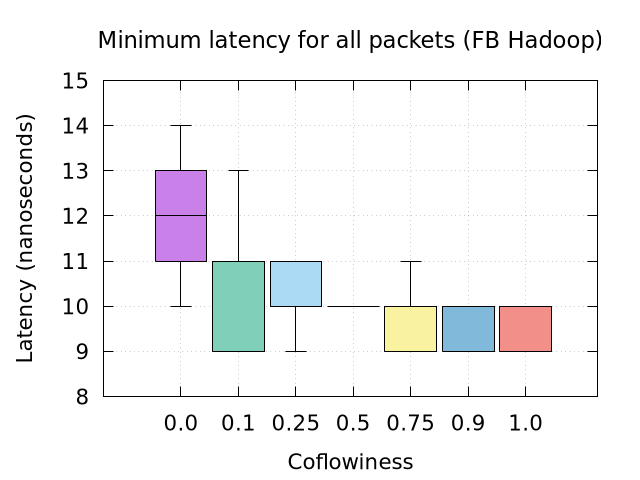 Minimum latency for all packets (FB Hadoop)
15
14
13
12
11
10
9
8
Latency (nanoseconds)
0.0 0.1 0.25 0.5 0.75 0.9 1.0
Coflowiness